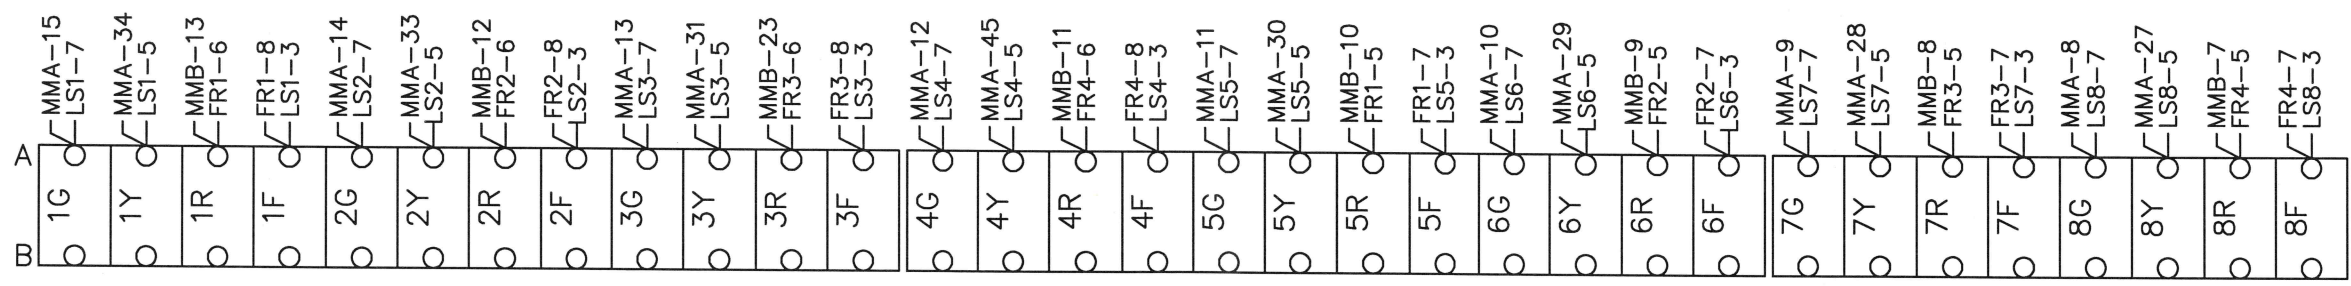 MMA-15
LS1-7
MMA-34
LS1-5
MMB-13
FR1-6
FR1-8
LS1-3
MMA-14
LS2-7
MMA-33
LS2-5
MMB-12
FR2-6
FR2-8
LS2-3
MMA-13
LS3-7
MMA-31
LS3-5
MMB-23
FR3-6
FR3-8
LS3-3
MMA-12
LS4-7
MMA-45
LS4-5
MMB-11
FR4-6
FR4-8
LS4-3
MMA-11
LS5-7
MMA-30
LS5-5
MMB-10
FR1-5
FR1-7
LS5-3
MMA-10
LS6-7
MMA-29
LS6-5
MMB-9
FR2-5
FR2-7
LS6-3
MMA-9
LS7-7
MMA-28
LS7-5
MMB-8
FR3-5
FR3-7
LS7-3
MMA-8
LS8-7
MMA-27
LS8-5
MMB-7
FR4-5
FR4-7
LS8-3
A
1G
1Y
1R
1F
2G
2Y
2R
2F
3G
3Y
3R
3F
4G
4Y
4R
4F
5G
5Y
5R
5F
6G
6Y
6R
6F
7G
7Y
7R
7F
8G
8Y
8R
8F
B